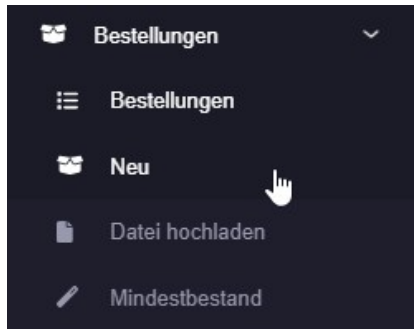 Bestellungen
Bestellungen
Neu
Datei hochladen
Mindestbestand